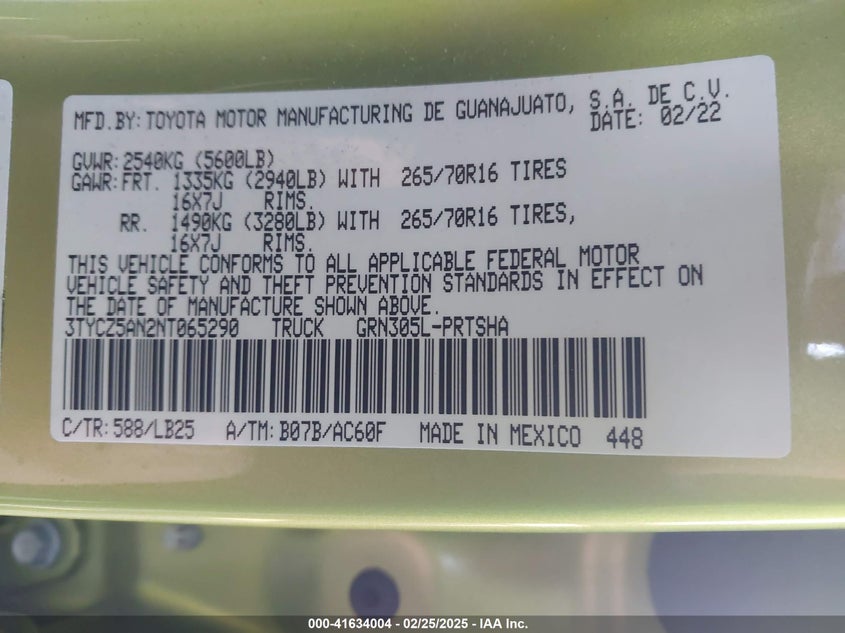 MFD.BY: TOYOTA MOTOR MANUFACTURING DE GUANAJUATO, S.A. DE C.V.
DATE: 02/22
GVWR: 2540KG (5600LB)
GAWR: FRT. 1335KG (2940LB) WITH 265/70R16 TIRES
16X7J RIMS.
RR. 1490KG (3280LB) WITH 265/70R16 TIRES,
16X7J RIMS.
THIS VEHICLE CONFORMS TO ALL APPLICABLE FEDERAL MOTOR
VEHICLE SAFETY AND THEFT PREVENTION STANDARDS IN EFFECT ON
THE DATE OF MANUFACTURE SHOWN ABOVE.
3TYCZ5AN2NT065290 TRUCK GRN305L-PRTSHA
C/TR: 588/LB25 A/TM: B07B/AC60F MADE IN MEXICO 448
000-41634004 - 02/25/2025 - IAA Inc.